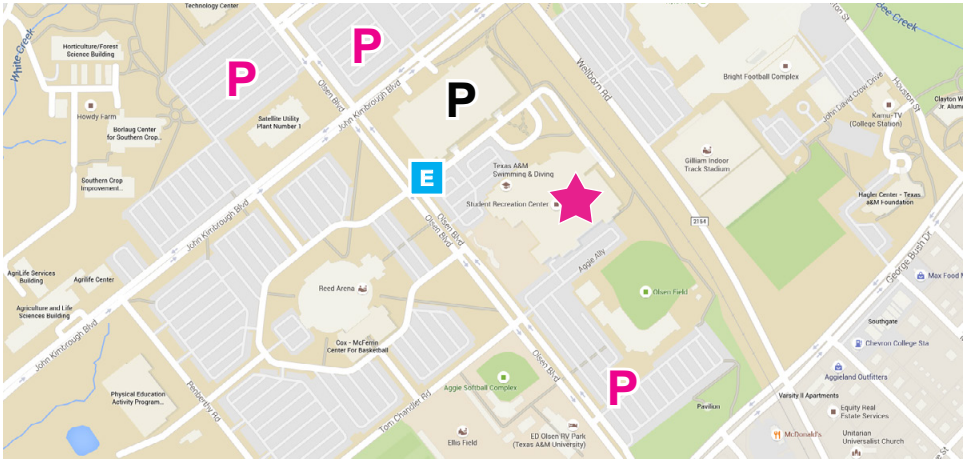 Technology Center
White Creek
Horticulture/Forest
Science Building
P
P
Olsen Blvd
John Kimbrough Blvd
P
Wellborn Rd
Bright Football Complex
Houston St
Bee Creek
John David Crow Drive
Howdy Farm
Satellite Utility
Plant Number 1
Kamu-TV
(College Station)
Clayton W
Jr. Alumn
Borlaug Center
for Southern Crop...
Texas A&M
Swimming & Diving
Gilliam Indoor
Track Stadium
E
Southern Crop
Improvement...
Student Recreation Center
Hagler Center - Texas
a&M Foundation
John Kimbrough Blvd
Olsen Blvd
Olsen Blvd
2154
George Bush Dr
Aggie AlN
AgriLife Services
Building
Agrilife Center
Reed Arena
Olsen Field
Max Food M
Agriculture and Life
Sciences Building
Southgate
Cox - McFerrin
Center For Basketball
Chevron College Sta
John Kimbrough Blvd
Olsen Blvd
Aggieland Outfitters
Penberthy Rd
Aggie Softball Complex
P
Physical Education
Activity Program...
Tom Chandler Rd
Pavilion
Varsity II Apartments
Equity Real
Estate Services
Ellis Field
ED Olsen RV Park
(Texas A&M University)
McDonald's
Unitarian
Universalist Church